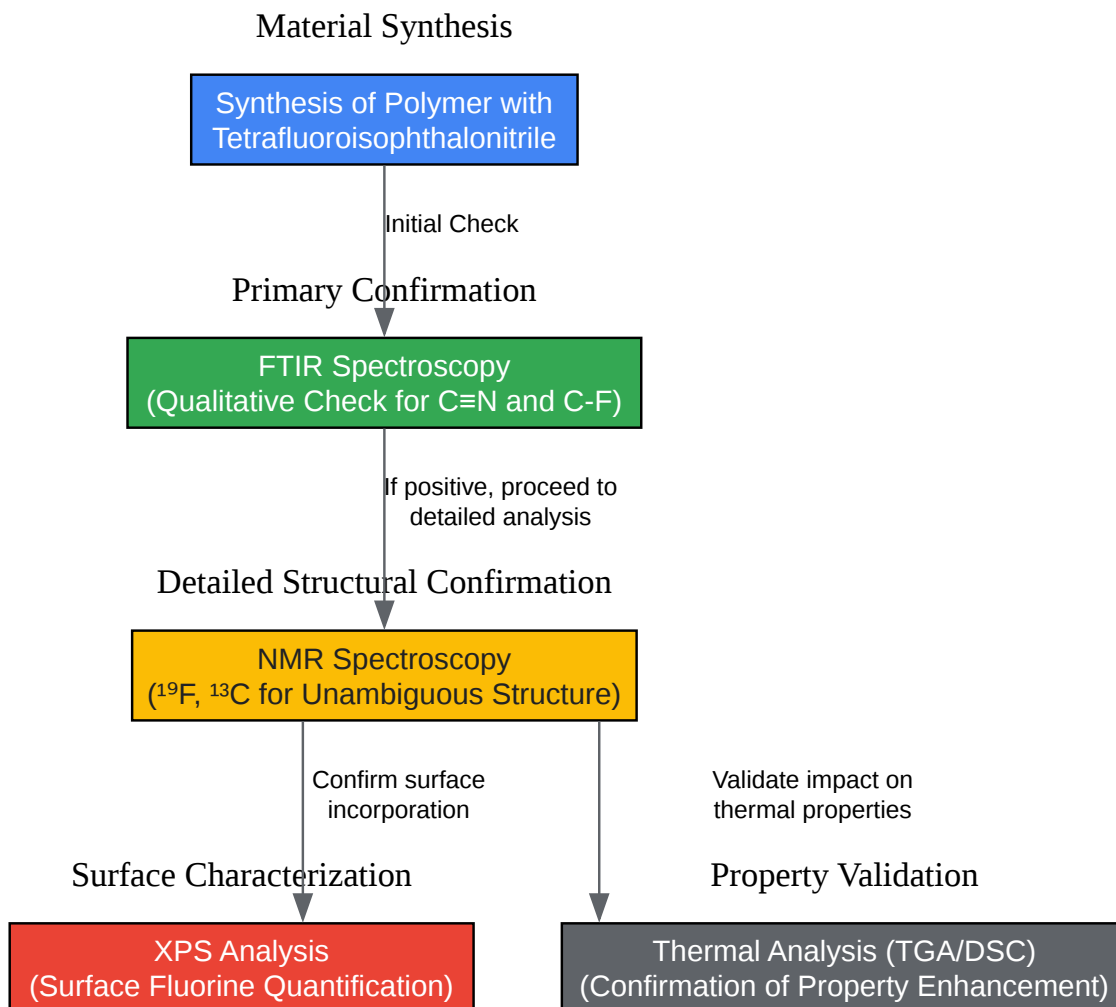 Material Synthesis
Synthesis of Polymer with
Tetrafluoroisophthalonitrile
Initial Check
Primary Confirmation
FTIR Spectroscopy
(Qualitative Check for C≡N and C-F)
If positive, proceed to
detailed analysis
Detailed Structural Confirmation
NMR Spectroscopy
(¹⁹F, ¹³C for Unambiguous Structure)
Confirm surface
incorporation
Validate impact on
thermal properties
Surface Characterization
Property Validation
XPS Analysis
(Surface Fluorine Quantification)
Thermal Analysis (TGA/DSC)
(Confirmation of Property Enhancement)